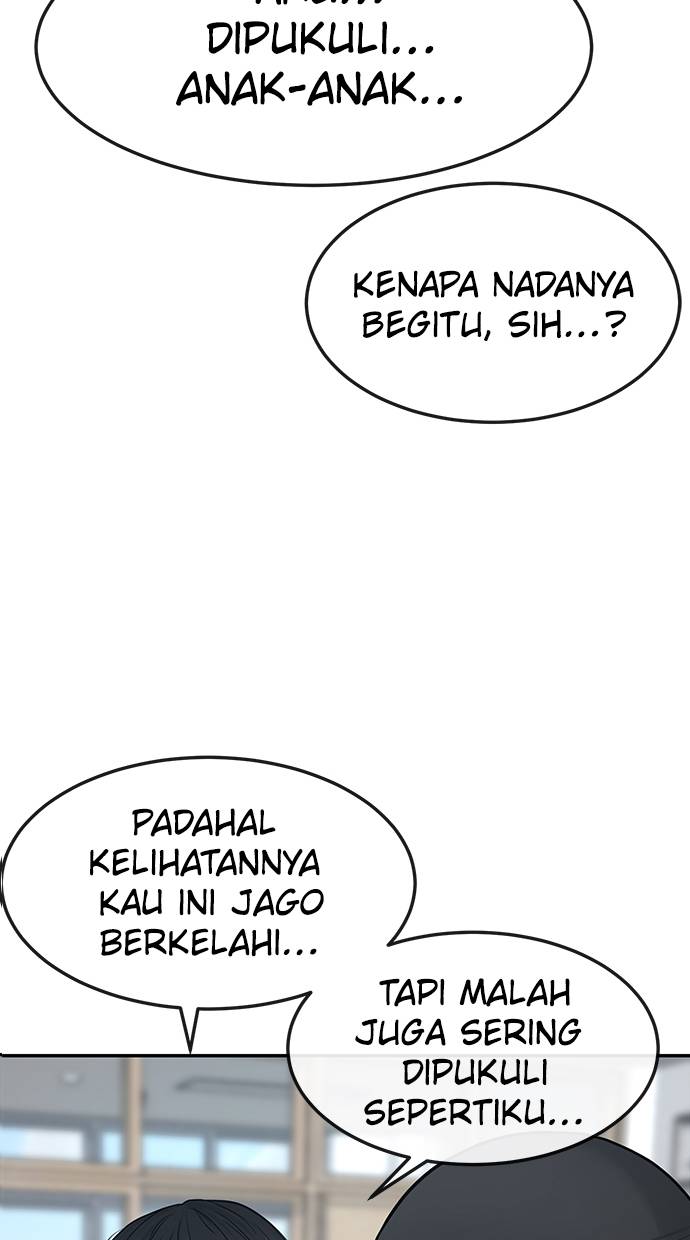 DIPUKULI...
ANAK-ANAK...
KENAPA NADANYA
BEGITU, SIH...?
PADAHAL
KELIHATANNYA
KAU INI JAGO
BERKELAHI...
TAPI MALAH
JUGA SERING
DIPUKULI
SEPERTIKU...